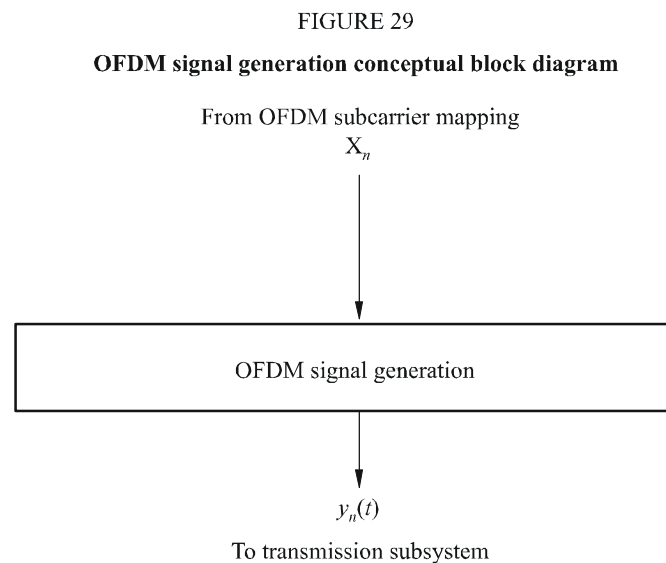 FIGURE 29
OFDM signal generation conceptual block diagram
From OFDM subcarrier mapping
Xₙ
OFDM signal generation
yₙ(t)
To transmission subsystem